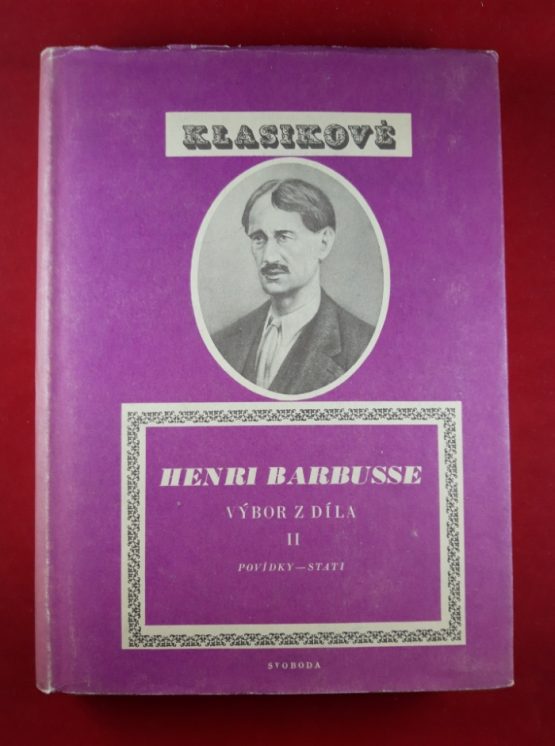 KLASIKOVÉ
HENRI BARBUSSE
VÝBOR Z DÍLA
II
POVÍDKY—STATI
SVOBODA